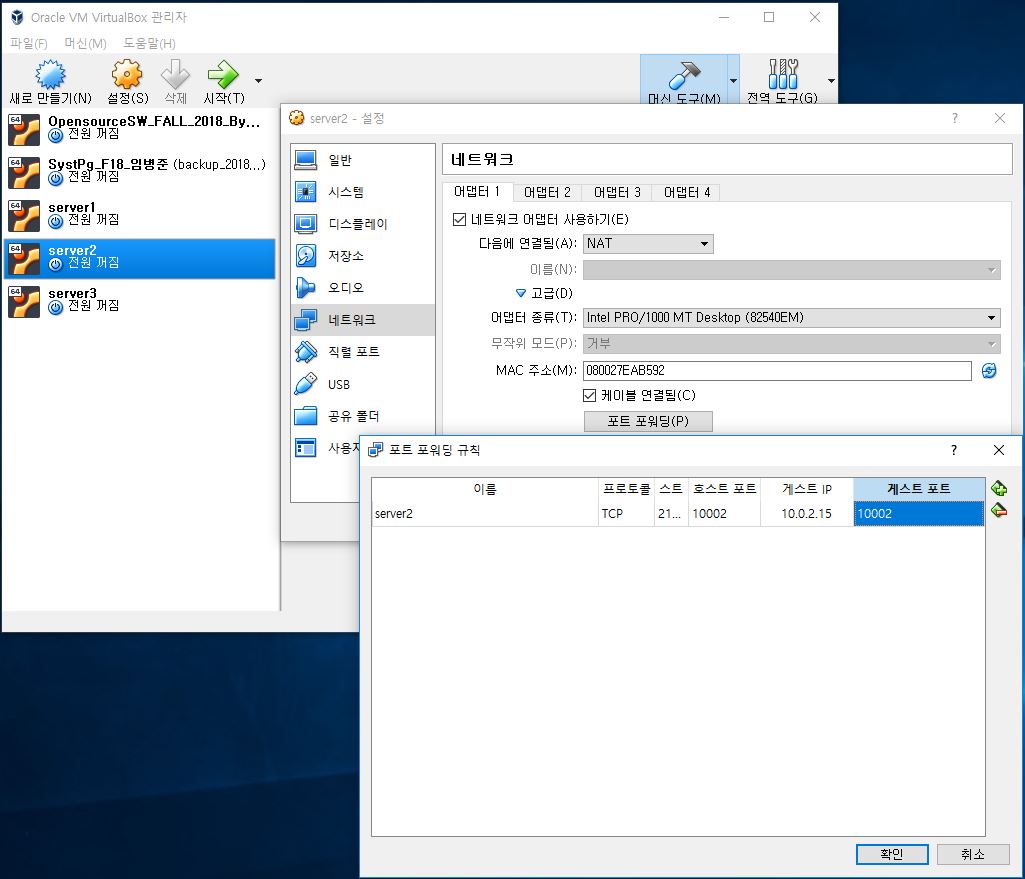 Oracle VM VirtualBox 관리자
파일(F) 머신(M) 도움말(H)
새로 만들기(N) 설정(S) 삭제 시작(T) 머신 도구(M) 전역 도구(G)
64 OpensourceSW_FALL_2018_By...
전원 꺼짐
64 SystPg_F18_임병준 (backup_2018...)
전원 꺼짐
64 server1
전원 꺼짐
64 server2
전원 꺼짐
64 server3
전원 꺼짐
server2 - 설정
?
일반
시스템
디스플레이
저장소
오디오
네트워크
직렬 포트
USB
공유 폴더
네트워크
어댑터 1 어댑터 2 어댑터 3 어댑터 4
네트워크 어댑터 사용하기(E)
다음에 연결됨(A): NAT
이름(N):
고급(D)
어댑터 종류(T): Intel PRO/1000 MT Desktop (82540EM)
무작위 모드(P): 거부
MAC 주소(M): 080027EAB592
케이블 연결됨(C)
포트 포워딩(P)
포트 포워딩 규칙
?
이름 프로토콜 스트 호스트 포트 게스트 IP 게스트 포트
server2 TCP 21... 10002 10.0.2.15 10002
확인 취소